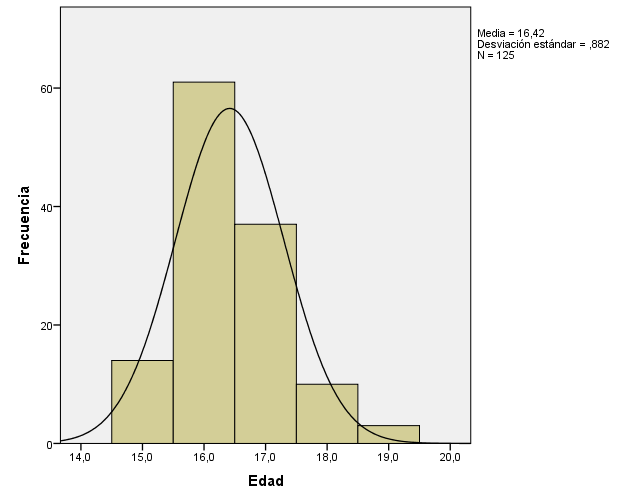 Media = 16,42
Desviación estándar = ,882
N = 125
60
40
20
0
Frecuencia
14,0 15,0 16,0 17,0 18,0 19,0 20,0
Edad